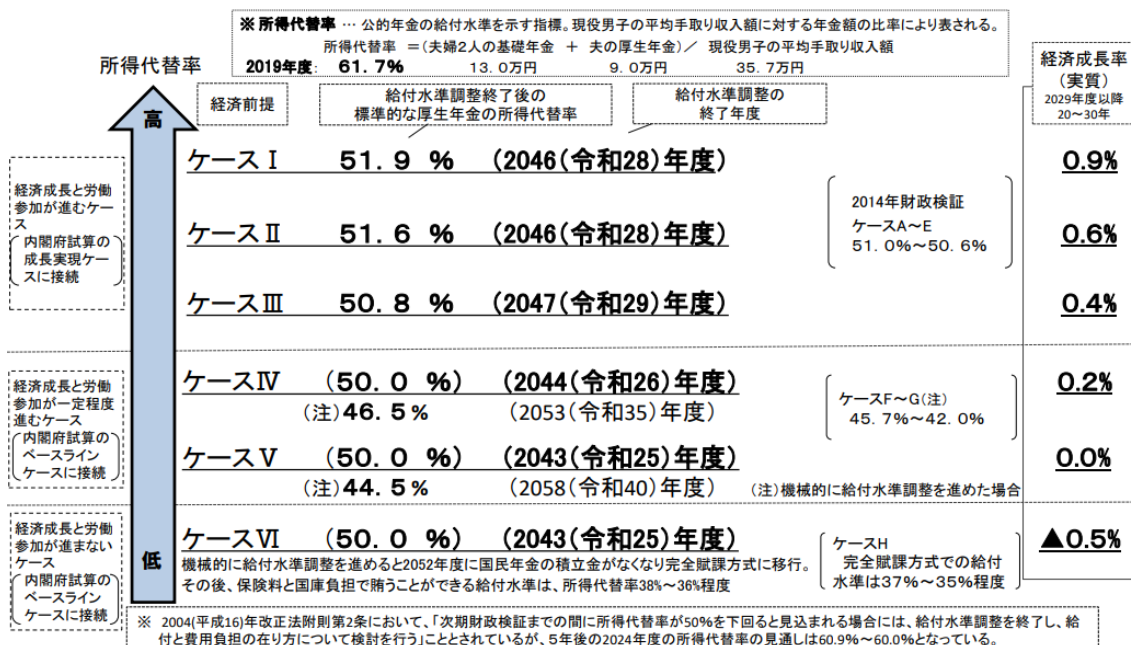 ※ 所得代替率 … 公的年金の給付水準を示す指標。現役男子の平均手取り収入額に対する年金額の比率により表される。
所得代替率 ＝(夫婦2人の基礎年金 ＋ 夫の厚生年金)／ 現役男子の平均手取り収入額
2019年度： 61.7% 13.0万円 9.0万円 35.7万円
所得代替率
高
経済前提
給付水準調整終了後の
標準的な厚生年金の所得代替率
給付水準調整の
終了年度
経済成長率
(実質)
2029年度以降
20～30年
経済成長と労働
参加が進むケー
ス
内閣府試算の
成長実現ケー
スに接続
ケースⅠ 51.9 % (2046(令和28)年度) 0.9%
ケースⅡ 51.6 % (2046(令和28)年度) 0.6%
ケースⅢ 50.8 % (2047(令和29)年度) 0.4%
2014年財政検証
ケースA～E
51.0%～50.6%
経済成長と労働
参加が一定程度
進むケース
内閣府試算の
ベースライン
ケースに接続
ケースⅣ (50.0 %) (2044(令和26)年度) 0.2%
(注)46.5% (2053(令和35)年度)
ケースⅤ (50.0 %) (2043(令和25)年度) 0.0%
(注)44.5% (2058(令和40)年度) (注)機械的に給付水準調整を進めた場合
ケースF～G(注)
45.7%～42.0%
経済成長と労働
参加が進まない
ケース
内閣府試算の
ベースライン
ケースに接続
低
ケースⅥ (50.0 %) (2043(令和25)年度) ▲0.5%
機械的に給付水準調整を進めると2052年度に国民年金の積立金がなくなり完全賦課方式に移行。
その後、保険料と国庫負担で賄うことができる給付水準は、所得代替率38%～36%程度
ケースH
完全賦課方式での給付
水準は37%～35%程度
※ 2004(平成16)年改正法附則第2条において、「次期財政検証までの間に所得代替率が50%を下回ると見込まれる場合には、給付水準調整を終了し、給
付と費用負担の在り方について検討を行う」こととされているが、5年後の2024年度の所得代替率の見通しは60.9%～60.0%となっている。